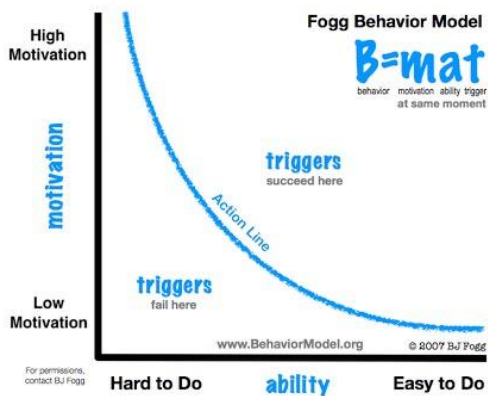 Fogg Behavior Model
B=mat
behavior motivation ability trigger
at same moment
High
Motivation
motivation
Low
Motivation
triggers
succeed here
Action Line
triggers
fail here
www.BehaviorModel.org
© 2007 BJ Fogg
For permissions,
contact BJ Fogg
Hard to Do
ability
Easy to Do